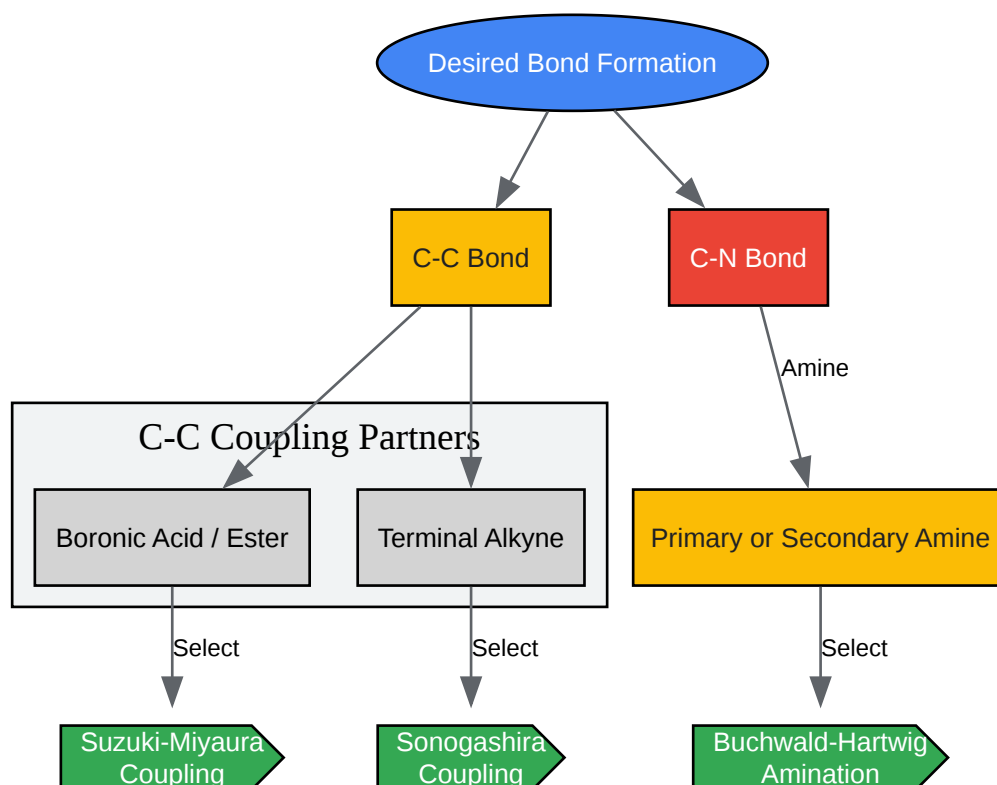 Desired Bond Formation
C-C Bond
C-N Bond
Amine
C-C Coupling Partners
Boronic Acid / Ester
Terminal Alkyne
Primary or Secondary Amine
Select
Select
Select
Suzuki-Miyaura
Coupling
Sonogashira
Coupling
Buchwald-Hartwig
Amination